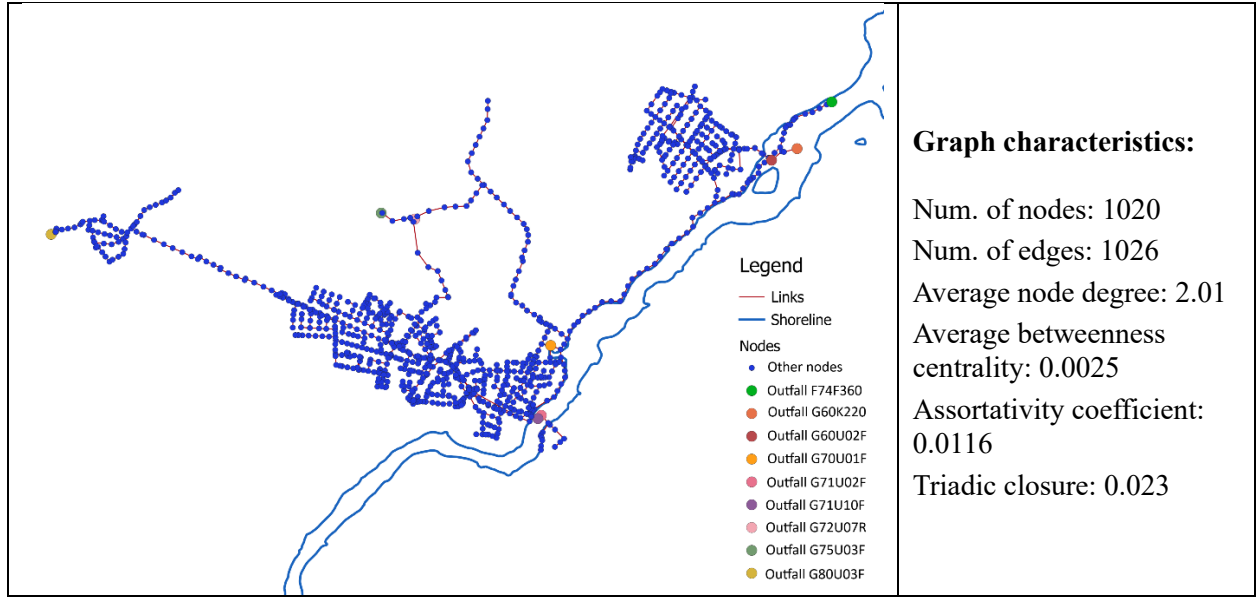 Legend
Links
Shoreline
Nodes
Other nodes
Outfall F74F360
Outfall G60K220
Outfall G60U02F
Outfall G70U01F
Outfall G71U02F
Outfall G71U10F
Outfall G72U07R
Outfall G75U03F
Outfall G80U03F
Graph characteristics:
Num. of nodes: 1020
Num. of edges: 1026
Average node degree: 2.01
Average betweenness
centrality: 0.0025
Assortativity coefficient:
0.0116
Triadic closure: 0.023